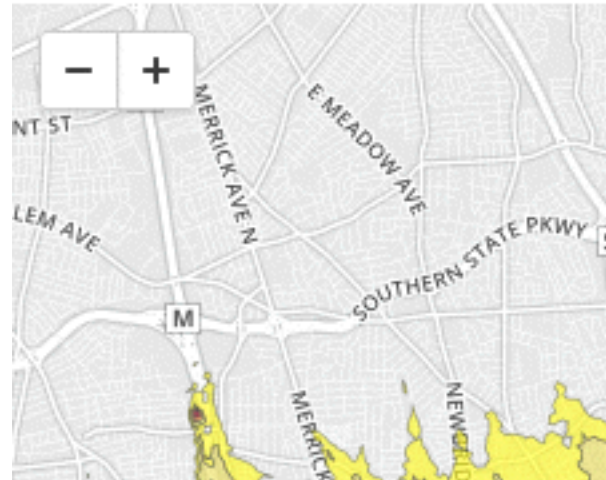 − +
NT ST
MERRICK AVE N
E MEADOW AVE
LEM AVE
SOUTHERN STATE PKWY
S
M
MERRICK